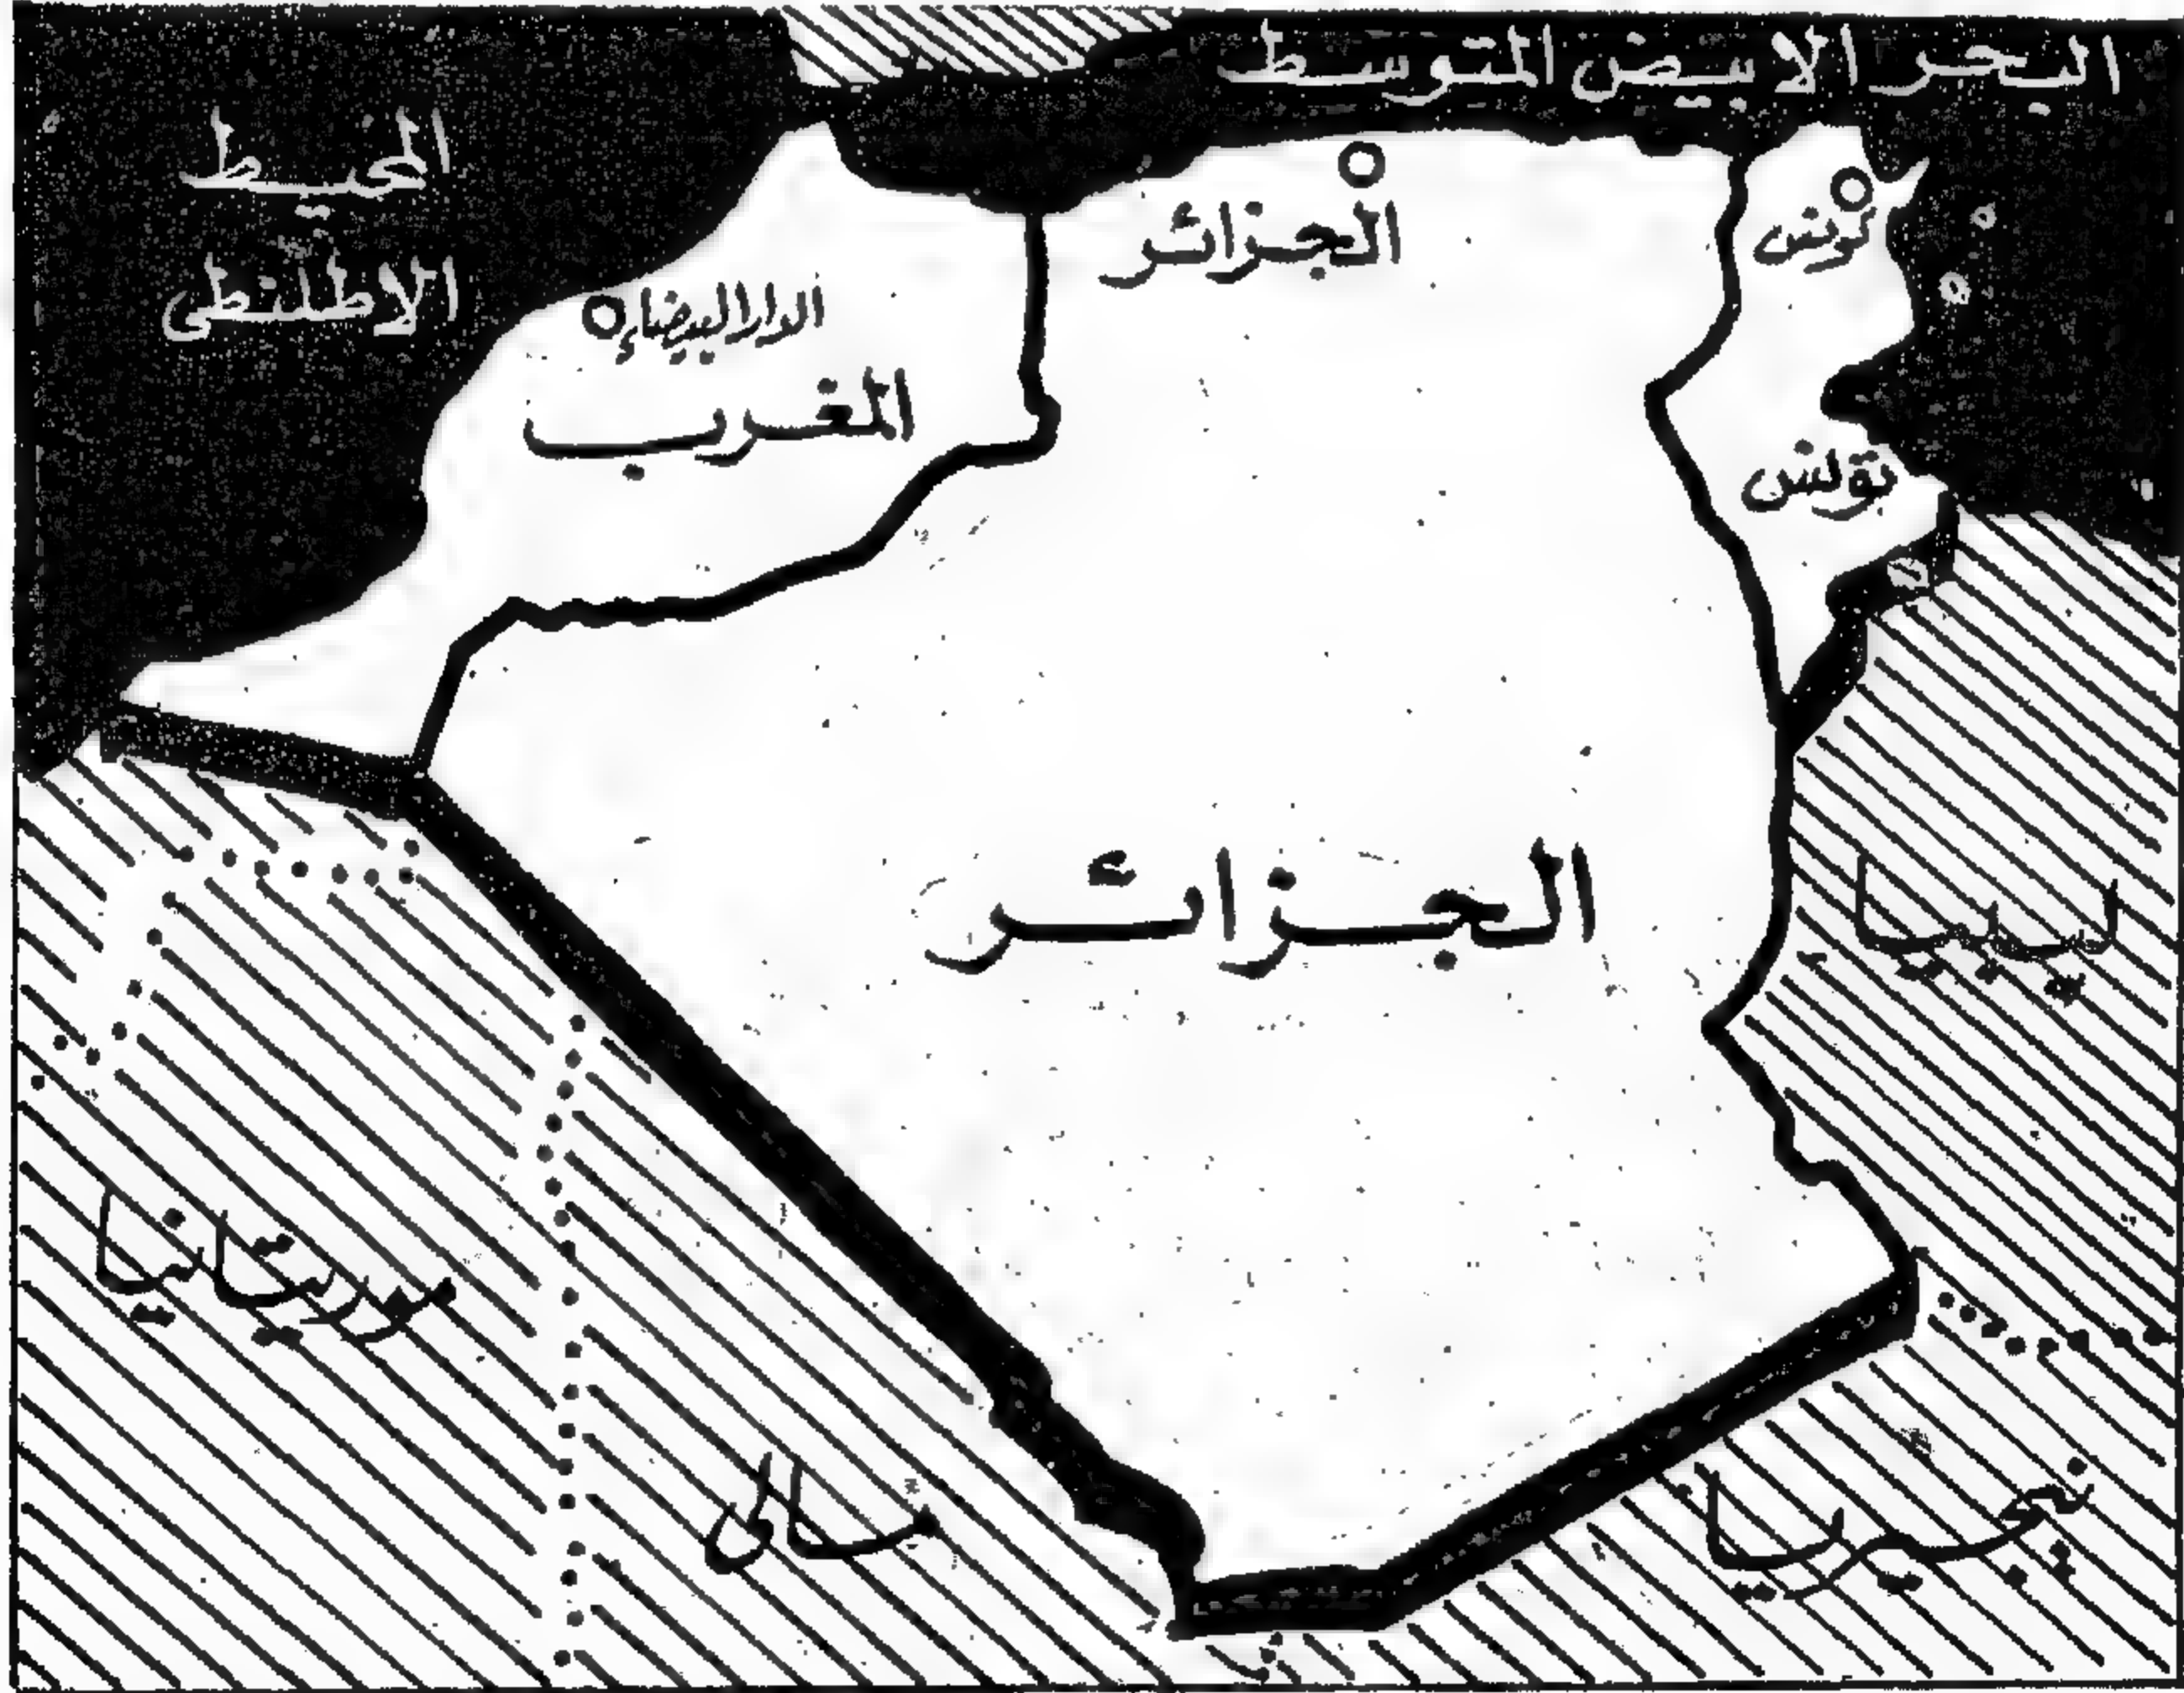 البحر الابيض المتوسط
المحيط
الاطلنطى
الجزائر
تونس
الدار البيضاء
المغرب
تونس
الجزائر
ليبيا
موريتانيا
مالى
نيجيريا